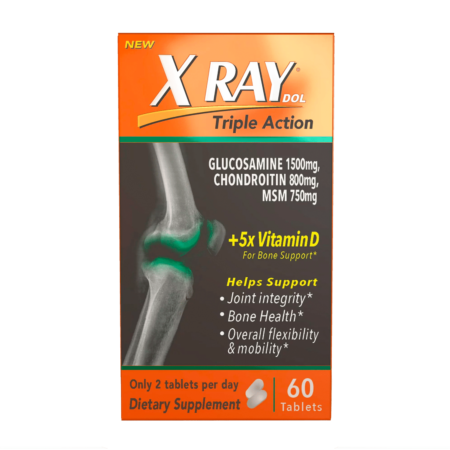 NEW
X RAY®
DOL
Triple Action
GLUCOSAMINE 1500mg,
CHONDROITIN 800mg,
MSM 750mg
+5x Vitamin D
For Bone Support*
Helps Support
• Joint integrity*
• Bone Health*
• Overall flexibility
& mobility*
Only 2 tablets per day
Dietary Supplement
60
Tablets